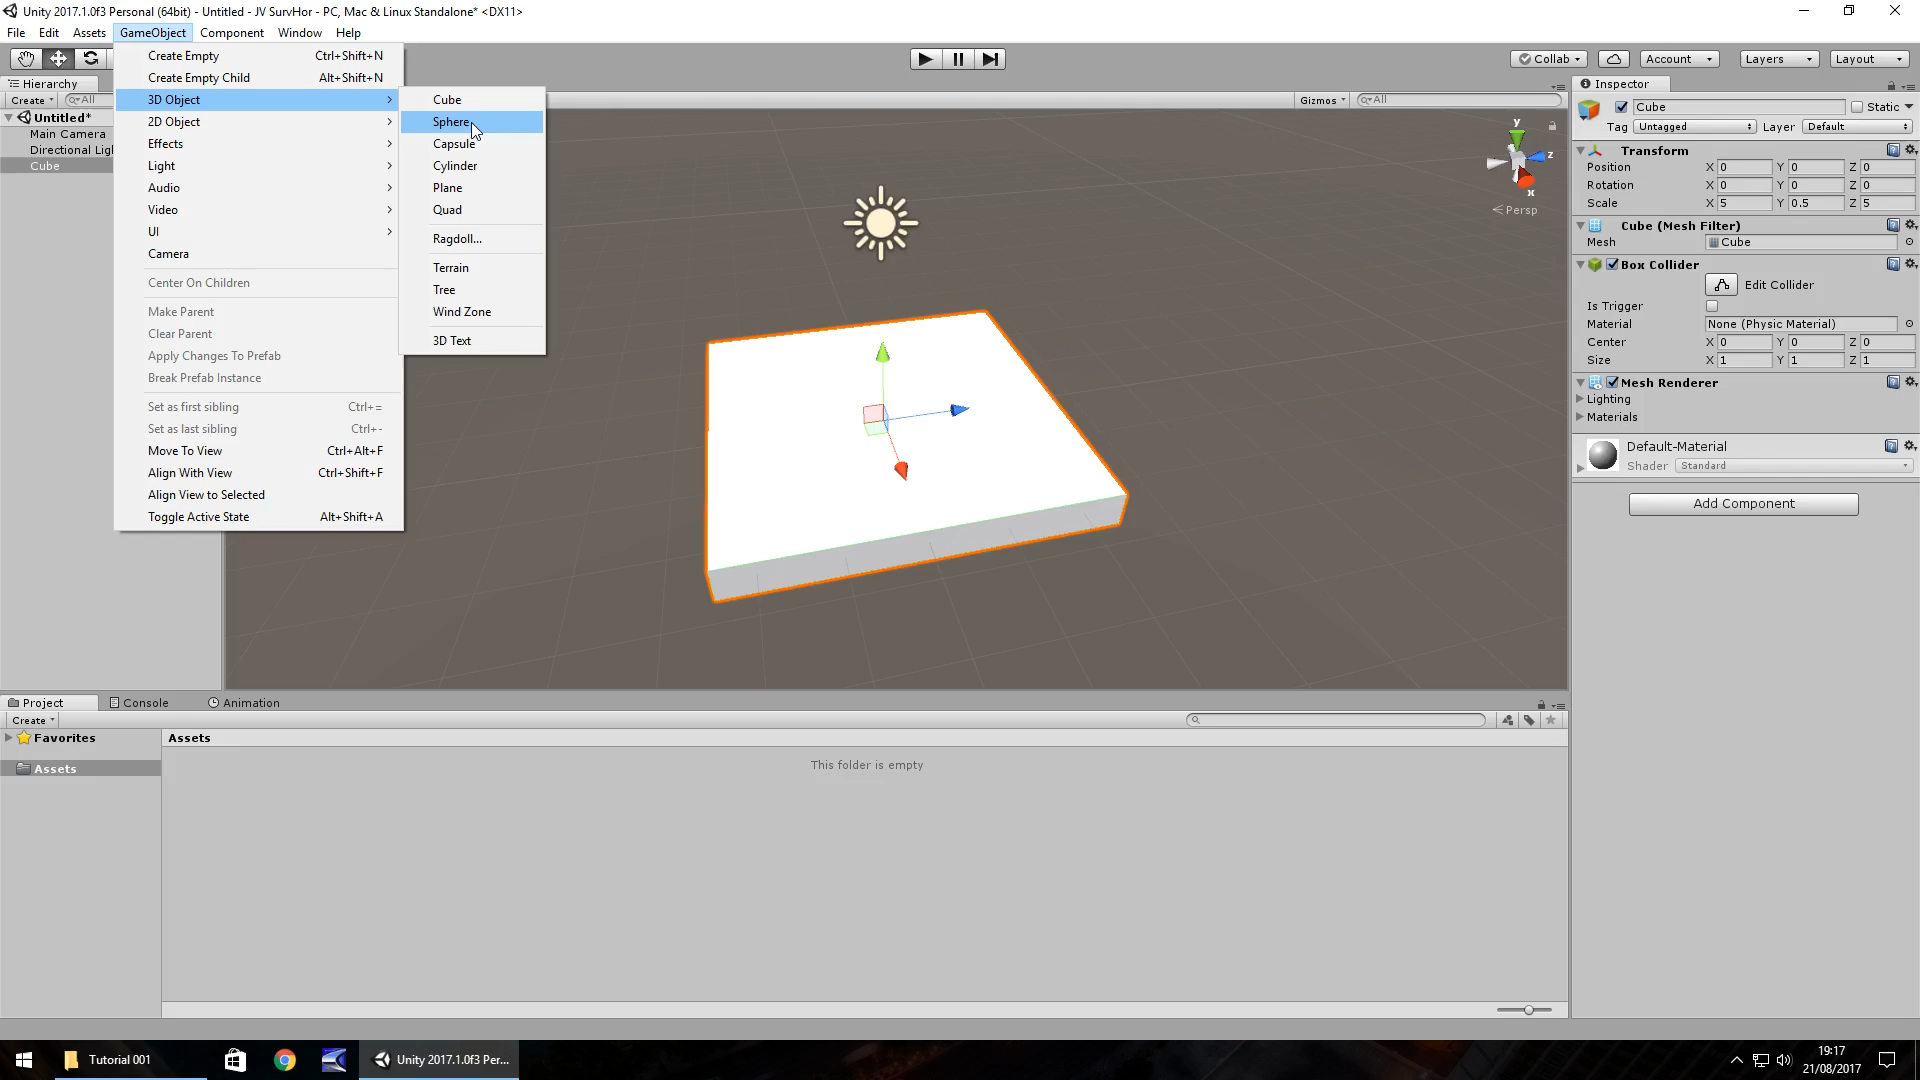 Unity 2017.1.0f3 Personal (64bit) - Untitled - JV SurvHor - PC, Mac & Linux Standalone* <DX11>
File Edit Assets GameObject Component Window Help
Collab Account Layers Layout
Hierarchy
Create All
Untitled*
Main Camera
Directional Ligh
Cube
Create Empty Ctrl+Shift+N
Create Empty Child Alt+Shift+N
3D Object
2D Object
Effects
Light
Audio
Video
UI
Camera
Center On Children
Make Parent
Clear Parent
Apply Changes To Prefab
Break Prefab Instance
Set as first sibling Ctrl+=
Set as last sibling Ctrl+-
Move To View Ctrl+Alt+F
Align With View Ctrl+Shift+F
Align View to Selected
Toggle Active State Alt+Shift+A
Cube
Sphere
Capsule
Cylinder
Plane
Quad
Ragdoll...
Terrain
Tree
Wind Zone
3D Text
Gizmos All
y
z
x
Persp
Inspector
Cube Static
Tag Untagged Layer Default
Transform
Position X 0 Y 0 Z 0
Rotation X 0 Y 0 Z 0
Scale X 5 Y 0.5 Z 5
Cube (Mesh Filter)
Mesh Cube
Box Collider
Edit Collider
Is Trigger
Material None (Physic Material)
Center X 0 Y 0 Z 0
Size X 1 Y 1 Z 1
Mesh Renderer
Lighting
Materials
Default-Material
Shader Standard
Add Component
Project Console Animation
Create
Favorites
Assets
Assets
This folder is empty
Tutorial 001
Unity 2017.1.0f3 Per...
19:17
21/08/2017